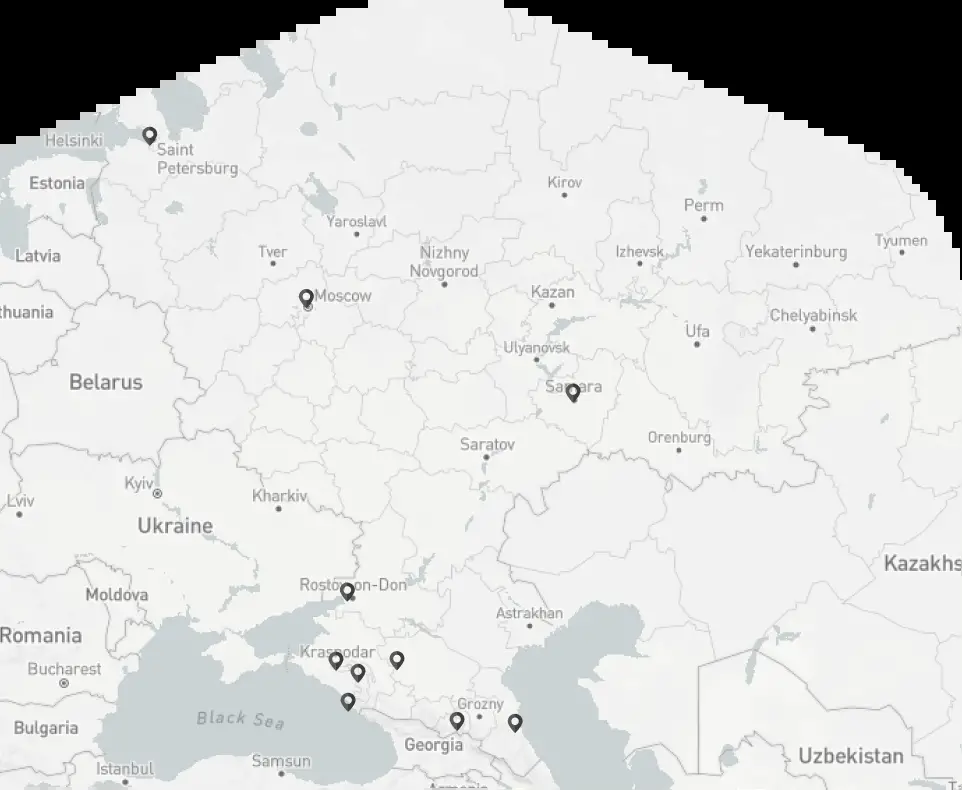 Helsinki
Saint
Petersburg
Estonia
Kirov
Perm
Yaroslavl
Tver
Nizhny
Novgorod
Izhevsk
Yekaterinburg
Tyumen
Latvia
Moscow
Kazan
thuania
Chelyabinsk
Ufa
Ulyanovsk
Belarus
Samara
Saratov
Orenburg
Kyiv
Lviv
Kharkiv
Ukraine
Kazakhs
Rostov-on-Don
Moldova
Astrakhan
Romania
Krasnodar
Bucharest
Grozny
Black Sea
Bulgaria
Georgia
Uzbekistan
Samsun
Istanbul
Armenia